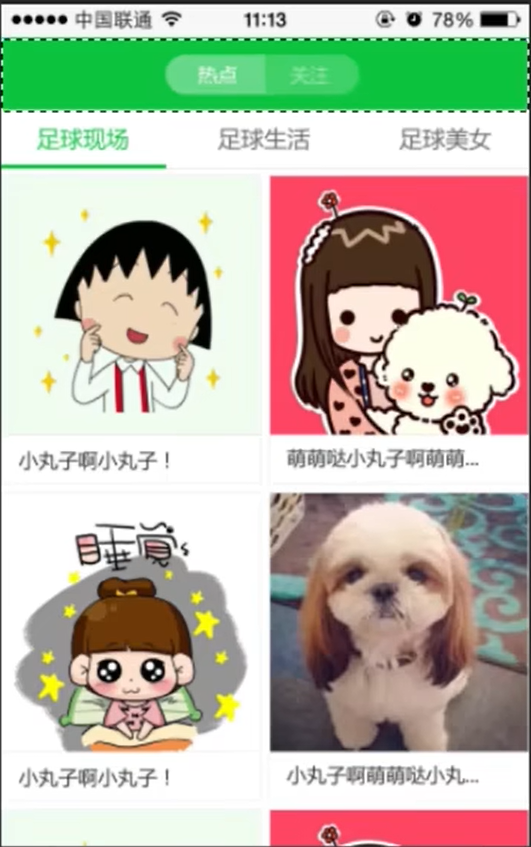 中国联通 11:13 78%
热点 关注
足球现场 足球生活 足球美女
小丸子啊小丸子！
萌萌哒小丸子啊萌萌...
睡觉
小丸子啊小丸子！
小丸子啊萌萌哒小丸...